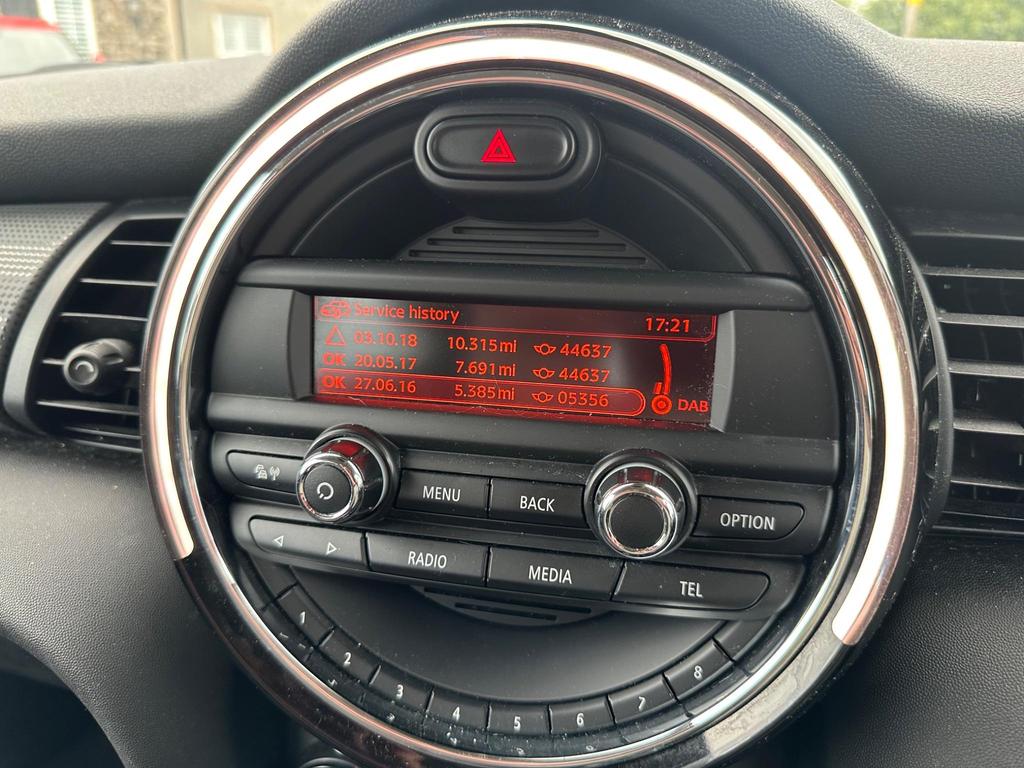 Service history 17:21
03.10.18 10.315 mi 44637
OK 20.05.17 7.691 mi 44637
OK 27.06.16 5.385 mi 05356
DAB
MENU BACK OPTION
RADIO MEDIA TEL
1 2 3 4 5 6 7 8